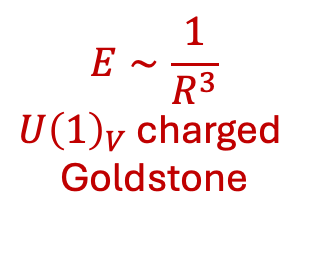 E ~ 1/R³
U(1)_V charged
Goldstone